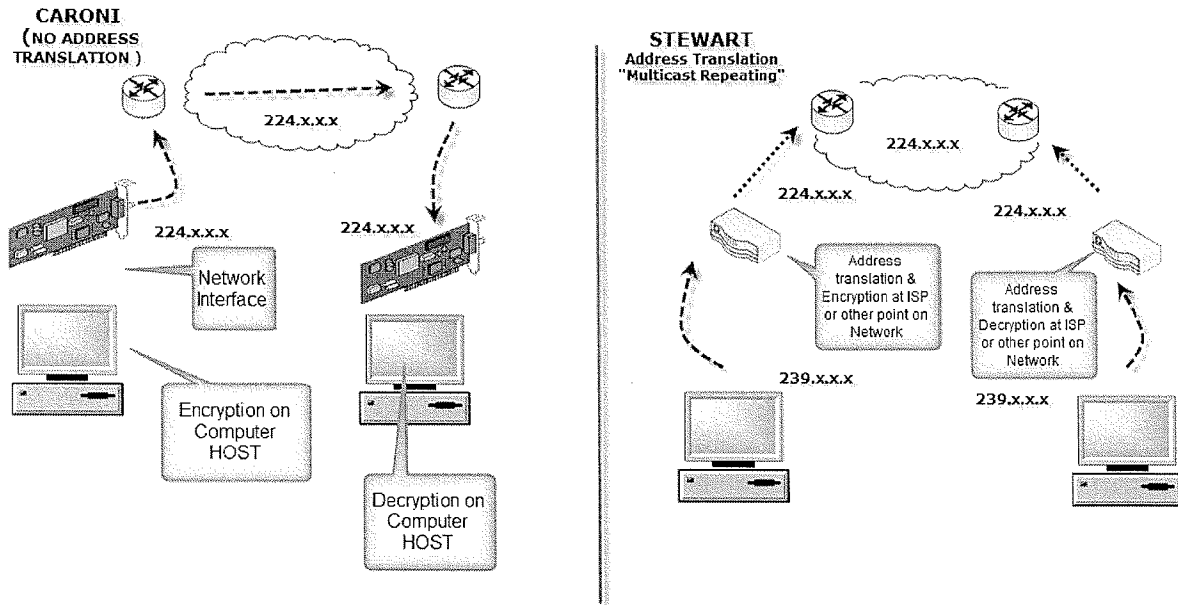 CARONI
(NO ADDRESS
TRANSLATION )
224.x.x.x
224.x.x.x
224.x.x.x
Network
Interface
Encryption on
Computer
HOST
Decryption on
Computer
HOST
STEWART
Address Translation
"Multicast Repeating"
224.x.x.x
224.x.x.x
224.x.x.x
Address
translation &
Encryption at ISP
or other point on
Network
Address
translation &
Decryption at ISP
or other point on
Network
239.x.x.x
239.x.x.x